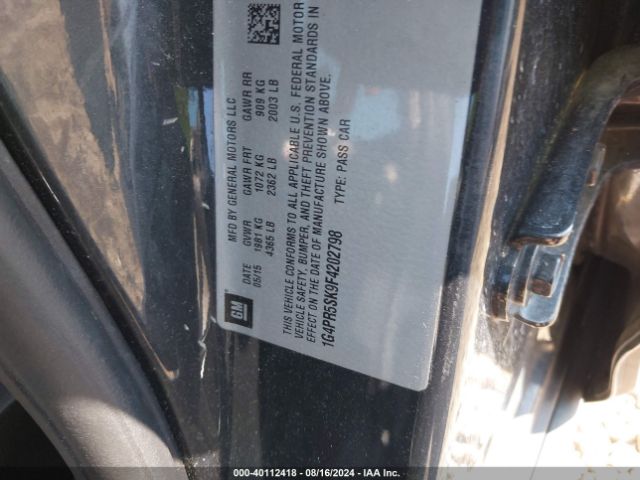 GM
MFD BY GENERAL MOTORS LLC
DATE GVWR GAWR FRT GAWR RR
05/15 1981 KG 1072 KG 909 KG
4365 LB 2362 LB 2003 LB
THIS VEHICLE CONFORMS TO ALL APPLICABLE U.S. FEDERAL MOTOR
VEHICLE SAFETY, BUMPER, AND THEFT PREVENTION STANDARDS IN
EFFECT ON THE DATE OF MANUFACTURE SHOWN ABOVE.
1G4PR5SK9F4202798 TYPE: PASS CAR
000-40112418 - 08/16/2024 - IAA Inc.